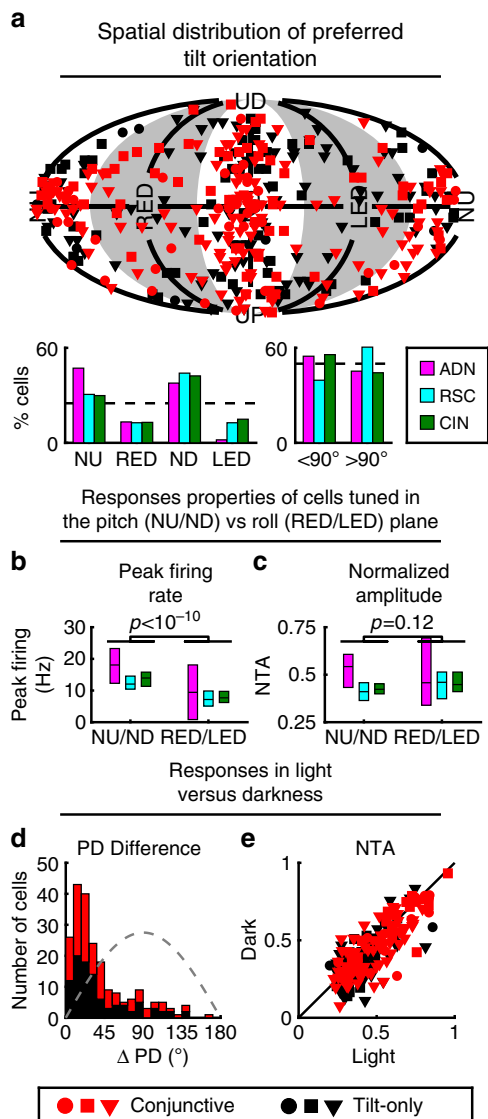 a
Spatial distribution of preferred
tilt orientation
UD
NU RED LED NU
UP
60
0
% cells
NU RED ND LED
60
0
<90° >90°
ADN
RSC
CIN
Responses properties of cells tuned in
the pitch (NU/ND) vs roll (RED/LED) plane
b
Peak firing
rate
p<10⁻¹⁰
30
20
10
0
Peak firing
(Hz)
NU/ND RED/LED
c
Normalized
amplitude
p=0.12
0.75
0.5
0.25
NTA
NU/ND RED/LED
Responses in light
versus darkness
d
PD Difference
50
40
30
20
10
0
Number of cells
0 45 90 135 180
Δ PD (°)
e
NTA
1
0.5
0
Dark
0 0.5 1
Light
Conjunctive
Tilt-only